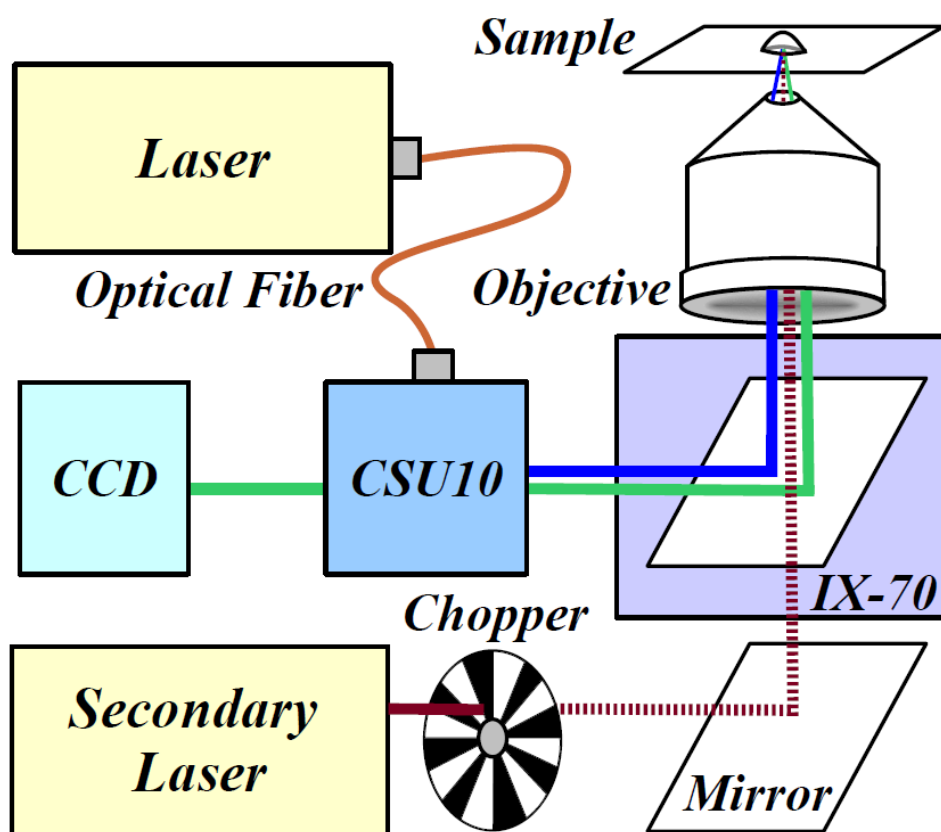 Sample
Laser
Optical Fiber
Objective
CCD
CSU10
IX-70
Chopper
Secondary
Laser
Mirror